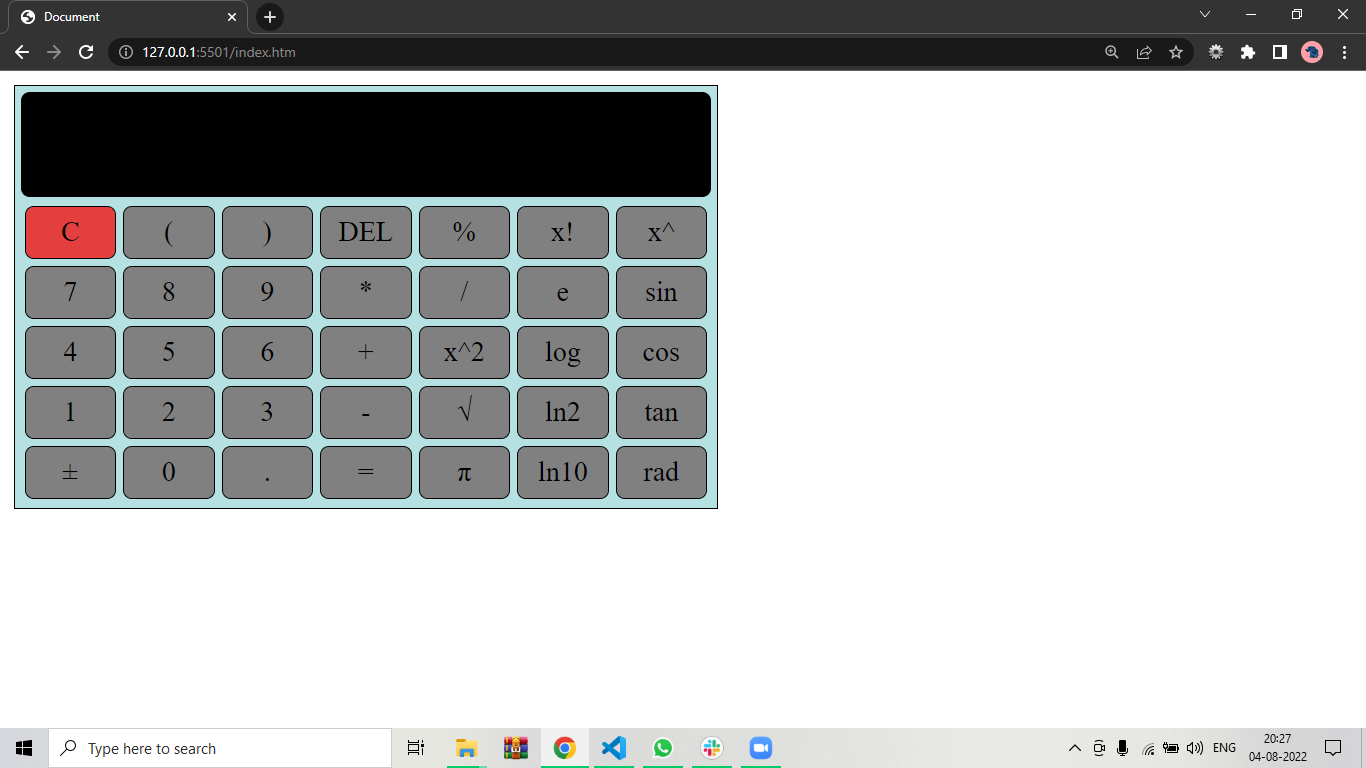 Document
127.0.0.1:5501/index.htm
C ( ) DEL % x! x^
7 8 9 * / e sin
4 5 6 + x^2 log cos
1 2 3 - √ ln2 tan
± 0 . = π ln10 rad
Type here to search
ENG
20:27
04-08-2022